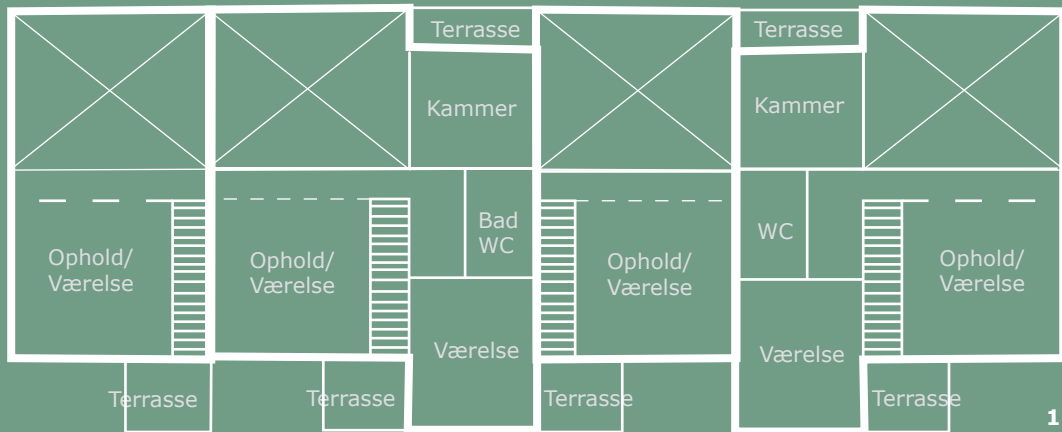 Terrasse
Terrasse
Kammer
Kammer
Bad
WC
WC
Ophold/
Værelse
Ophold/
Værelse
Ophold/
Værelse
Ophold/
Værelse
Værelse
Værelse
Terrasse
Terrasse
Terrasse
Terrasse
1